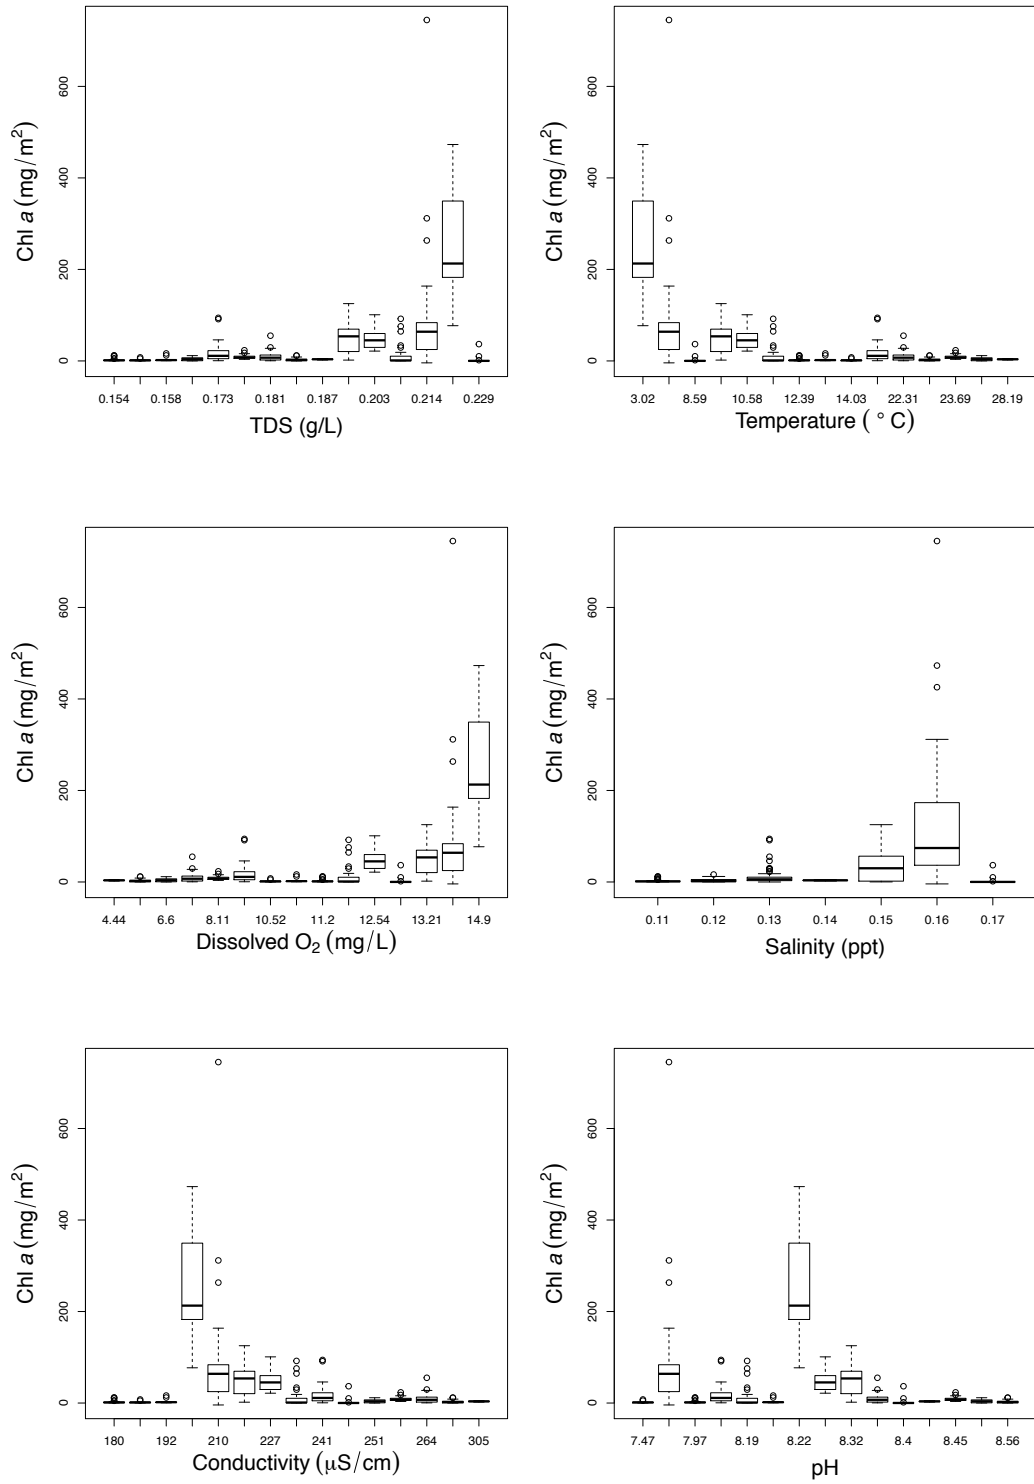 Chl a (mg/m²)
600
400
200
0
0.154 0.158 0.173 0.181 0.187 0.203 0.214 0.229
TDS (g/L)
Chl a (mg/m²)
600
400
200
0
3.02 8.59 10.58 12.39 14.03 22.31 23.69 28.19
Temperature ( ° C)
Chl a (mg/m²)
600
400
200
0
4.44 6.6 8.11 10.52 11.2 12.54 13.21 14.9
Dissolved O₂ (mg/L)
Chl a (mg/m²)
600
400
200
0
0.11 0.12 0.13 0.14 0.15 0.16 0.17
Salinity (ppt)
Chl a (mg/m²)
600
400
200
0
180 192 210 227 241 251 264 305
Conductivity (μS/cm)
Chl a (mg/m²)
600
400
200
0
7.47 7.97 8.19 8.22 8.32 8.4 8.45 8.56
pH